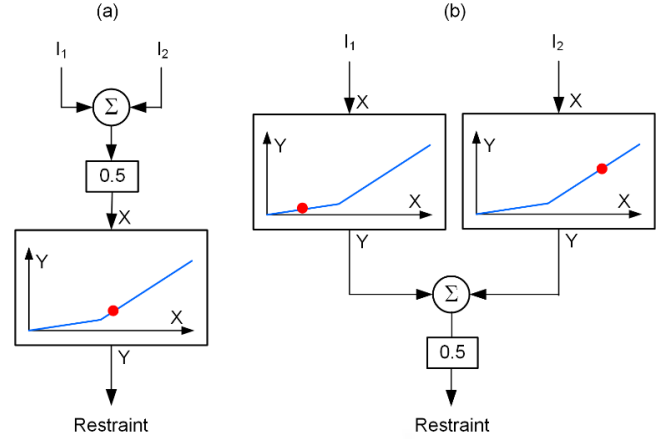 (a)
I1 I2
Σ
0.5
X
Y
X
Y
Restraint
(b)
I1 I2
X X
Y Y
X X
Y Y
Σ
0.5
Restraint